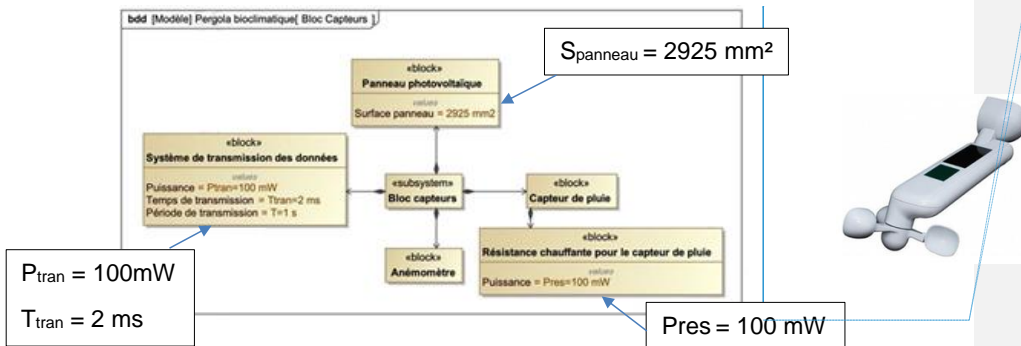 bdd [Modèle] Pergola bioclimatique[ Bloc Capteurs ]
Spanneau = 2925 mm²
«block»
Panneau photovoltaïque
values
Surface panneau = 2925 mm2
«block»
Système de transmission des données
values
Puissance = Ptran=100 mW
Temps de transmission = Ttran=2 ms
Période de transmission = T=1 s
«subsystem»
Bloc capteurs
«block»
Capteur de pluie
«block»
Anémomètre
«block»
Résistance chauffante pour le capteur de pluie
values
Puissance = Pres=100 mW
Ptran = 100mW
Ttran = 2 ms
Pres = 100 mW